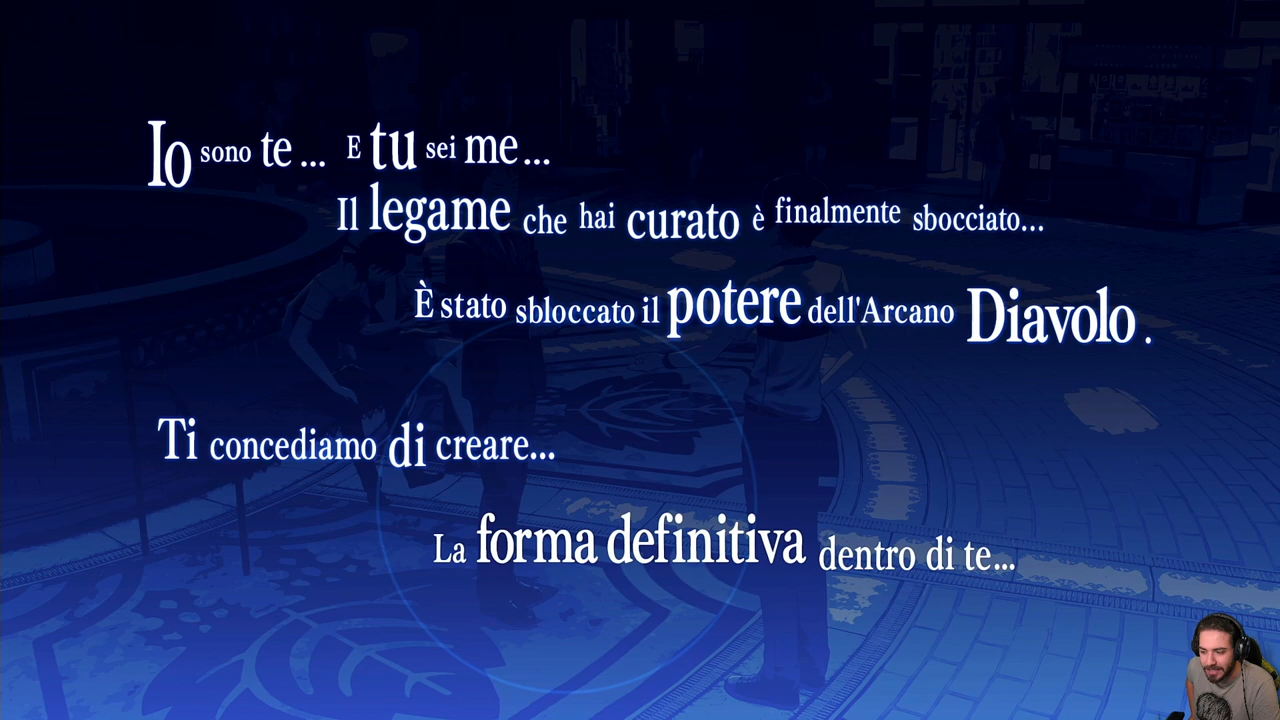 Io sono te... E tu sei me...
Il legame che hai curato è finalmente sbocciato...
È stato sbloccato il potere dell'Arcano Diavolo.
Ti concediamo di creare...
La forma definitiva dentro di te...